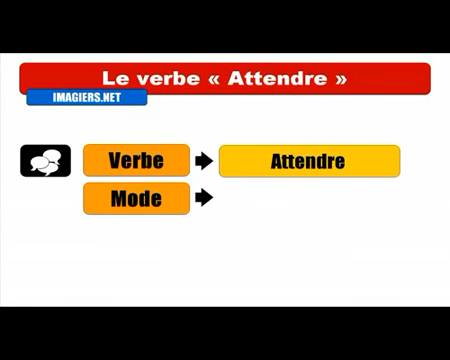 Le verbe « Attendre »
IMAGIERS.NET
Verbe Attendre
Mode